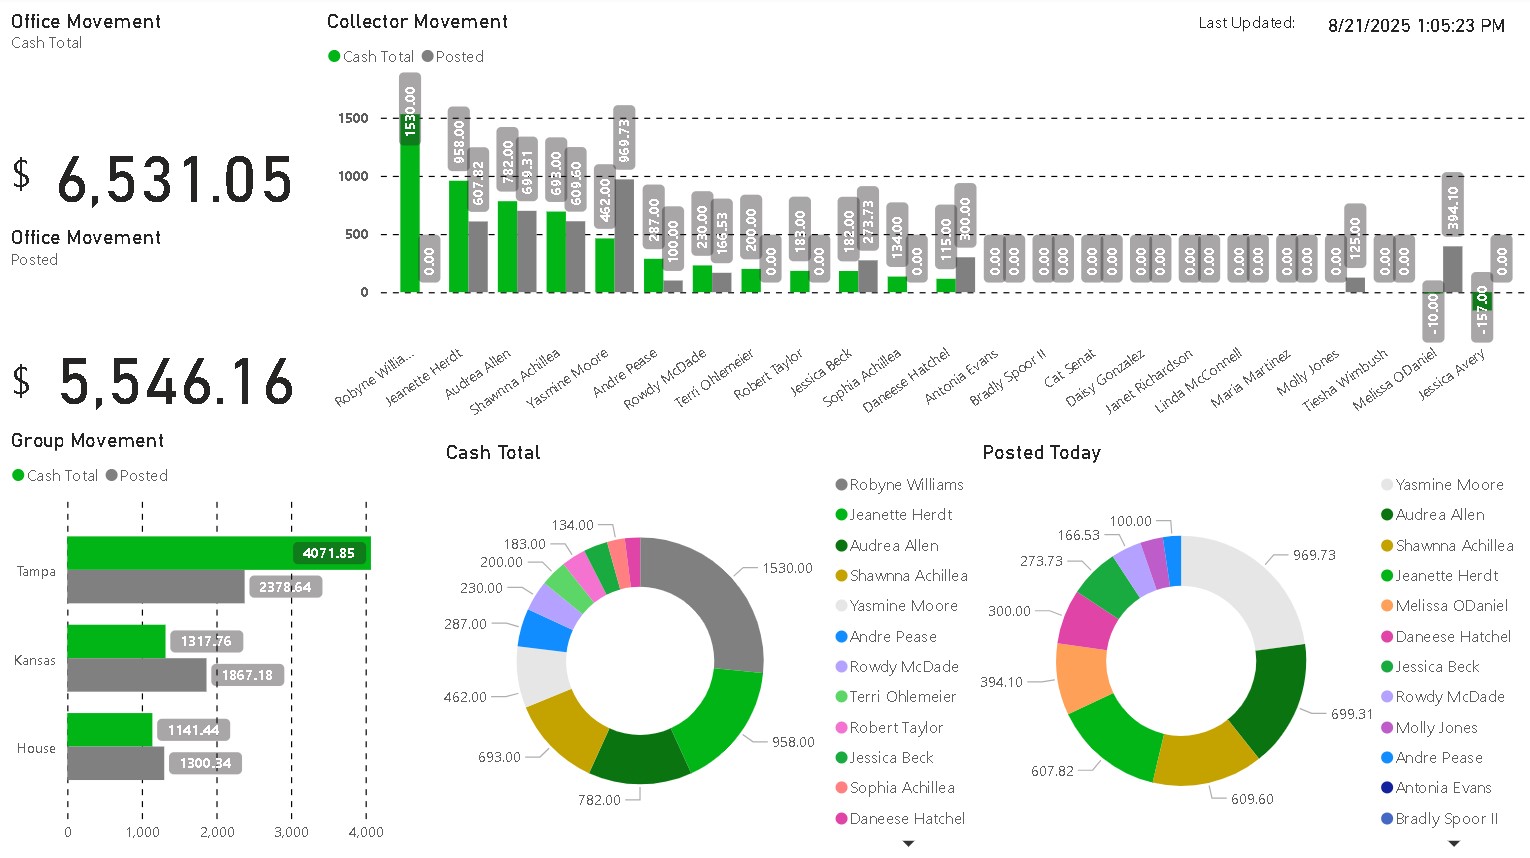 Office Movement
Cash Total
$ 6,531.05
Office Movement
Posted
$ 5,546.16
Collector Movement
Last Updated: 8/21/2025 1:05:23 PM
Cash Total Posted
1500
1000
500
0
1530.00 0.00 958.00 607.82 782.00 699.31 693.00 609.60 462.00 969.73 287.00 100.00 230.00 166.53 200.00 0.00 183.00 0.00 182.00 273.73 134.00 0.00 115.00 300.00 0.00 0.00 0.00 0.00 0.00 0.00 0.00 0.00 0.00 0.00 0.00 0.00 0.00 0.00 0.00 125.00 0.00 0.00 -10.00 394.10 -157.00 0.00
Robyne Willia...
Jeanette Herdt
Audrea Allen
Shawnna Achillea
Yasmine Moore
Andre Pease
Rowdy McDade
Terri Ohlemeier
Robert Taylor
Jessica Beck
Sophia Achillea
Daneese Hatchel
Antonia Evans
Bradly Spoor II
Cat Senat
Daisy Gonzalez
Janet Richardson
Linda McConnell
Maria Martinez
Molly Jones
Tiesha Wimbush
Melissa ODaniel
Jessica Avery
Group Movement
Cash Total Posted
Tampa
4071.85
2378.64
Kansas
1317.76
1867.18
House
1141.44
1300.34
0 1,000 2,000 3,000 4,000
Cash Total
134.00
183.00
200.00
230.00
287.00
462.00
693.00
782.00
958.00
1530.00
Robyne Williams
Jeanette Herdt
Audrea Allen
Shawnna Achillea
Yasmine Moore
Andre Pease
Rowdy McDade
Terri Ohlemeier
Robert Taylor
Jessica Beck
Sophia Achillea
Daneese Hatchel
Posted Today
100.00
166.53
273.73
300.00
394.10
607.82
609.60
699.31
969.73
Yasmine Moore
Audrea Allen
Shawnna Achillea
Jeanette Herdt
Melissa ODaniel
Daneese Hatchel
Jessica Beck
Rowdy McDade
Molly Jones
Andre Pease
Antonia Evans
Bradly Spoor II